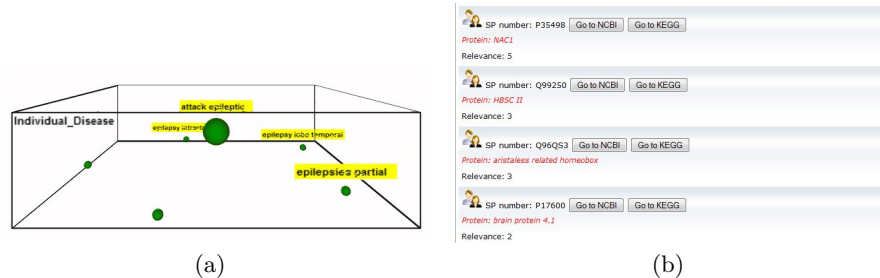 attack epileptic
Individual_Disease
epilepsy lobe temporal
epilepsies partial
(a)
SP number: P35498 Go to NCBI Go to KEGG
Protein: NAC1
Relevance: 5
SP number: Q99250 Go to NCBI Go to KEGG
Protein: HBSC II
Relevance: 3
SP number: Q96QS3 Go to NCBI Go to KEGG
Protein: aristaless related homeobox
Relevance: 3
SP number: P17600 Go to NCBI Go to KEGG
Protein: brain protein 4.1
Relevance: 2
(b)